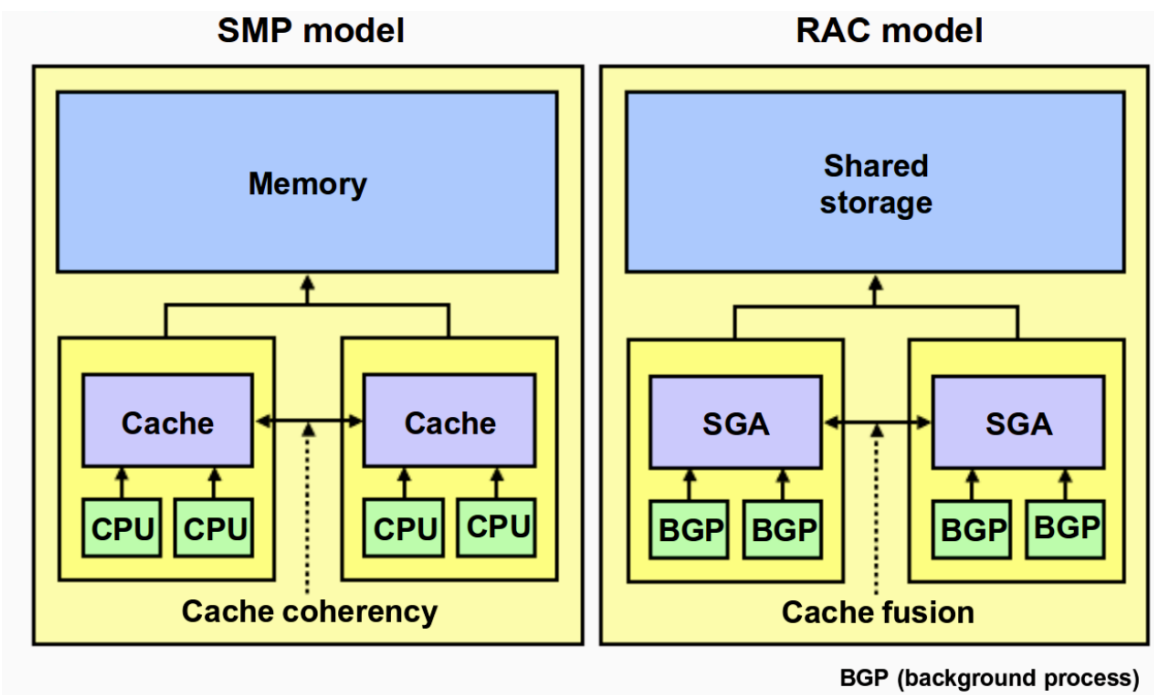 SMP model
Memory
Cache
Cache
CPU
CPU
CPU
CPU
Cache coherency
RAC model
Shared
storage
SGA
SGA
BGP
BGP
BGP
BGP
Cache fusion
BGP (background process)